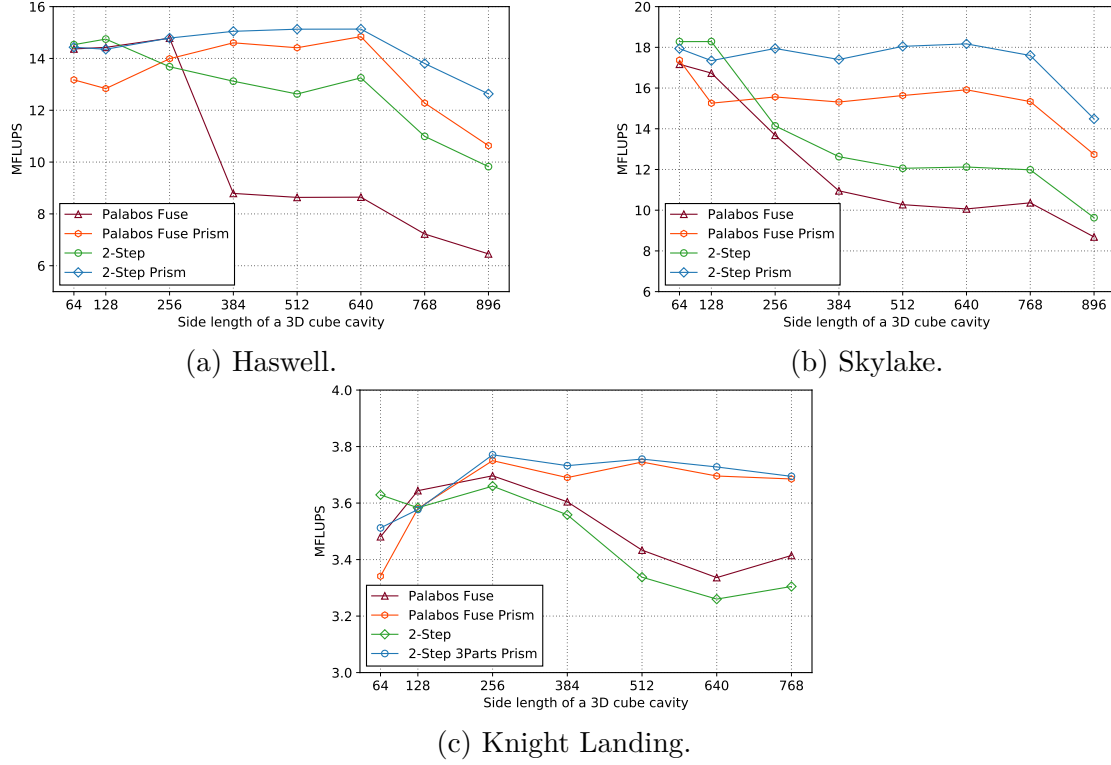 16
14
12
10
8
6
MFLUPS
Palabos Fuse
Palabos Fuse Prism
2-Step
2-Step Prism
64 128 256 384 512 640 768 896
Side length of a 3D cube cavity
(a) Haswell.
20
18
16
14
12
10
8
6
MFLUPS
Palabos Fuse
Palabos Fuse Prism
2-Step
2-Step Prism
64 128 256 384 512 640 768 896
Side length of a 3D cube cavity
(b) Skylake.
4.0
3.8
3.6
3.4
3.2
3.0
MFLUPS
Palabos Fuse
Palabos Fuse Prism
2-Step
2-Step 3Parts Prism
64 128 256 384 512 640 768
Side length of a 3D cube cavity
(c) Knight Landing.